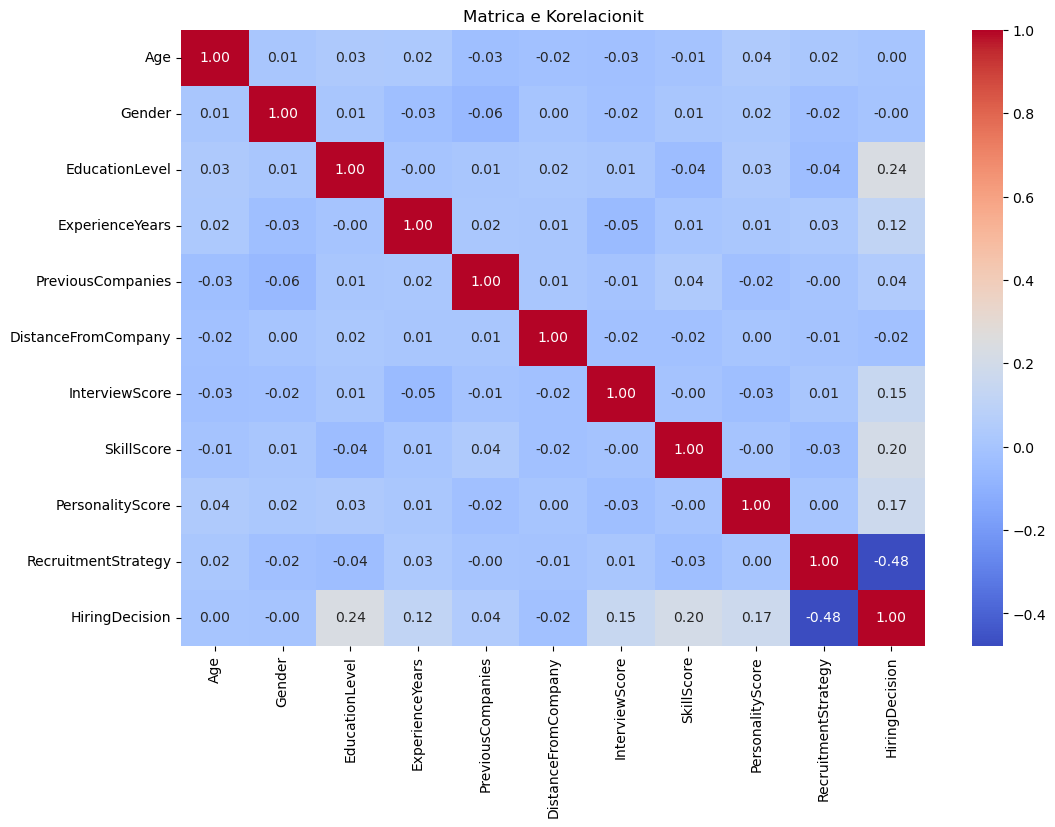 Matrica e Korelacionit
Age 1.00 0.01 0.03 0.02 -0.03 -0.02 -0.03 -0.01 0.04 0.02 0.00
Gender 0.01 1.00 0.01 -0.03 -0.06 0.00 -0.02 0.01 0.02 -0.02 -0.00
EducationLevel 0.03 0.01 1.00 -0.00 0.01 0.02 0.01 -0.04 0.03 -0.04 0.24
ExperienceYears 0.02 -0.03 -0.00 1.00 0.02 0.01 -0.05 0.01 0.01 0.03 0.12
PreviousCompanies -0.03 -0.06 0.01 0.02 1.00 0.01 -0.01 0.04 -0.02 -0.00 0.04
DistanceFromCompany -0.02 0.00 0.02 0.01 0.01 1.00 -0.02 -0.02 0.00 -0.01 -0.02
InterviewScore -0.03 -0.02 0.01 -0.05 -0.01 -0.02 1.00 -0.00 -0.03 0.01 0.15
SkillScore -0.01 0.01 -0.04 0.01 0.04 -0.02 -0.00 1.00 -0.00 -0.03 0.20
PersonalityScore 0.04 0.02 0.03 0.01 -0.02 0.00 -0.03 -0.00 1.00 0.00 0.17
RecruitmentStrategy 0.02 -0.02 -0.04 0.03 -0.00 -0.01 0.01 -0.03 0.00 1.00 -0.48
HiringDecision 0.00 -0.00 0.24 0.12 0.04 -0.02 0.15 0.20 0.17 -0.48 1.00
Age
Gender
EducationLevel
ExperienceYears
PreviousCompanies
DistanceFromCompany
InterviewScore
SkillScore
PersonalityScore
RecruitmentStrategy
HiringDecision
1.0
0.8
0.6
0.4
0.2
0.0
−0.2
−0.4